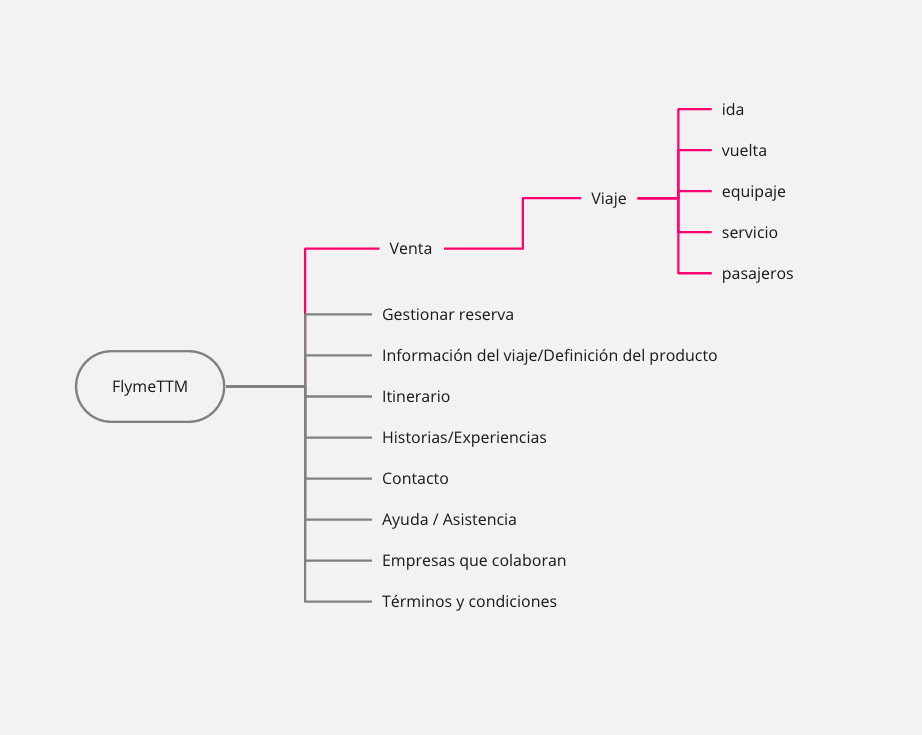 FlymeTTM
Venta
Viaje
ida
vuelta
equipaje
servicio
pasajeros
Gestionar reserva
Información del viaje/Definición del producto
Itinerario
Historias/Experiencias
Contacto
Ayuda / Asistencia
Empresas que colaboran
Términos y condiciones